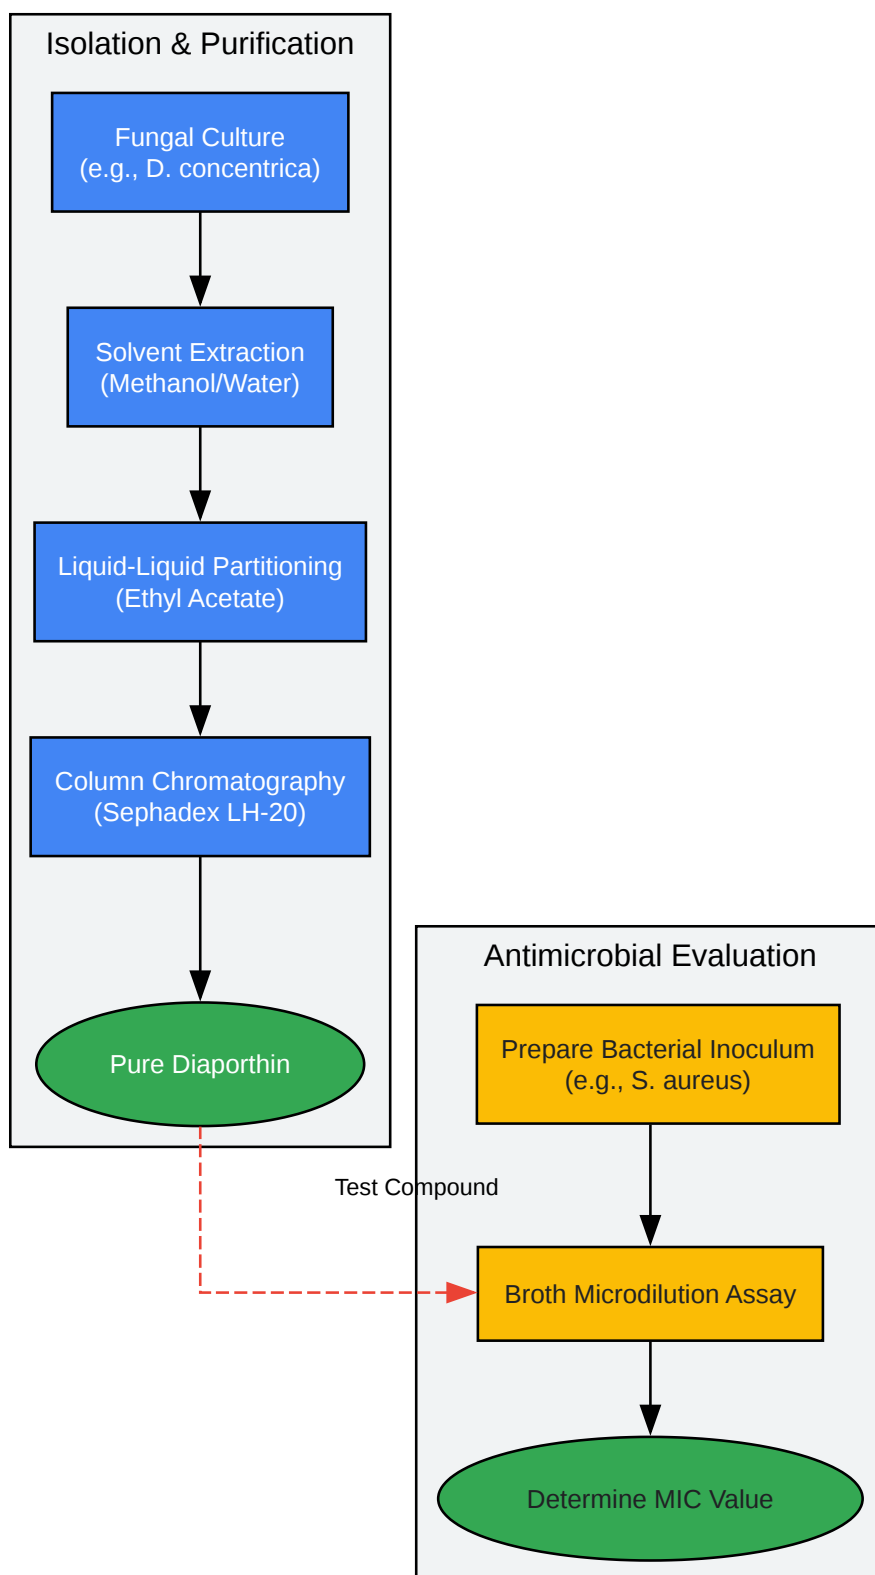 Isolation & Purification
Fungal Culture
(e.g., D. concentrica)
Solvent Extraction
(Methanol/Water)
Liquid-Liquid Partitioning
(Ethyl Acetate)
Column Chromatography
(Sephadex LH-20)
Pure Diaporthin
Test Compound
Antimicrobial Evaluation
Prepare Bacterial Inoculum
(e.g., S. aureus)
Broth Microdilution Assay
Determine MIC Value